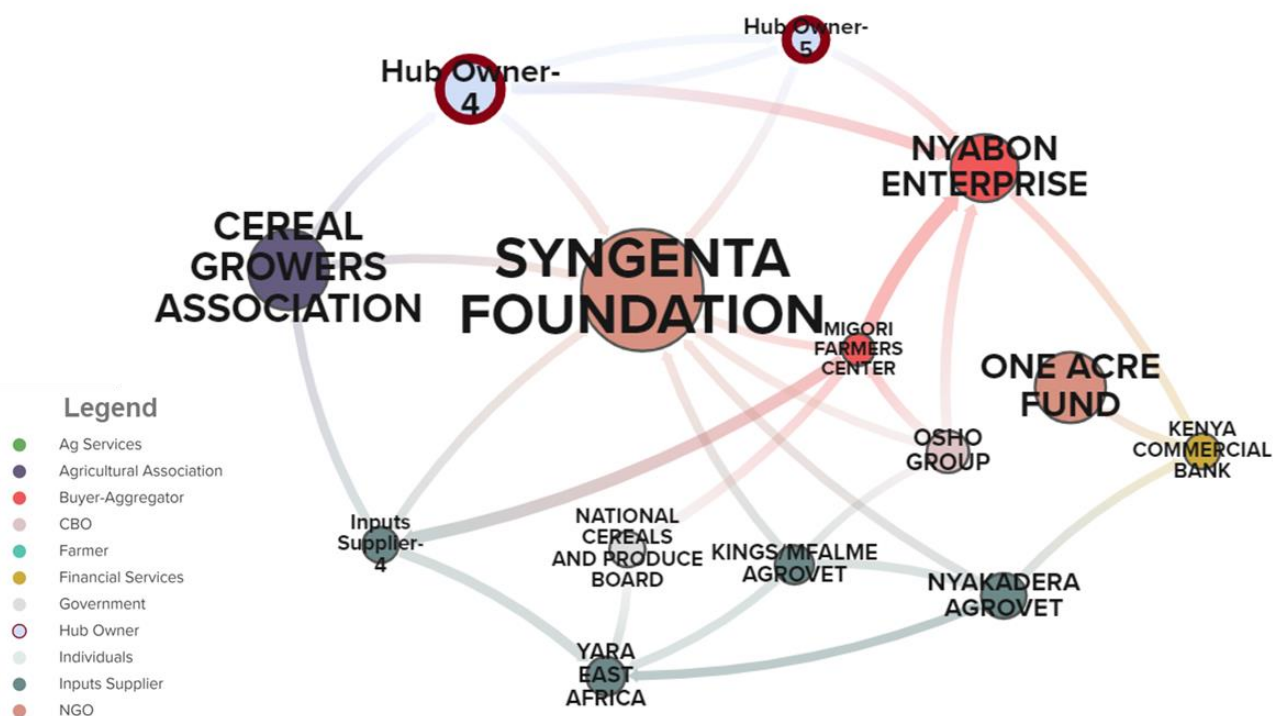 Hub Owner-
5
Hub Owner-
4
NYABON
ENTERPRISE
CEREAL
GROWERS
ASSOCIATION
SYNGENTA
FOUNDATION
MIGORI
FARMERS
CENTER
ONE ACRE
FUND
OSHO
GROUP
KENYA
COMMERCIAL
BANK
Inputs
Supplier-
4
NATIONAL
CEREALS
AND PRODUCE
BOARD
KINGS/MFALME
AGROVET
NYAKADERA
AGROVET
YARA
EAST
AFRICA
Legend
Ag Services
Agricultural Association
Buyer-Aggregator
CBO
Farmer
Financial Services
Government
Hub Owner
Individuals
Inputs Supplier
NGO